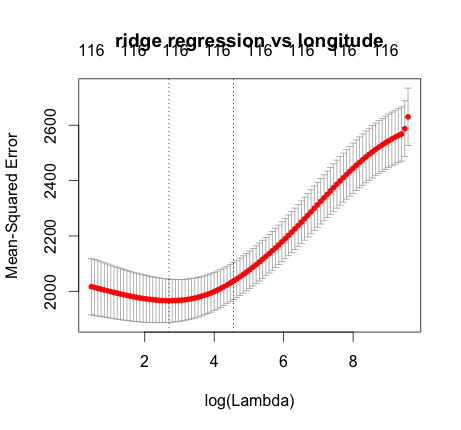 ridge regression vs longitude
116 116 116 116 116 116 116 116
Mean-Squared Error
2600
2400
2200
2000
2 4 6 8
log(Lambda)